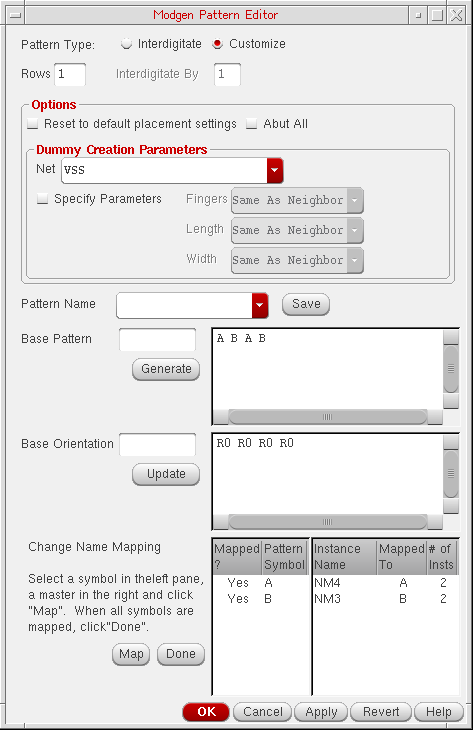 Modgen Pattern Editor
Pattern Type: Interdigitate Customize
Rows 1 Interdigitate By 1
Options
Reset to default placement settings Abut All
Dummy Creation Parameters
Net VSS
Specify Parameters Fingers Same As Neighbor
Length Same As Neighbor
Width Same As Neighbor
Pattern Name Save
Base Pattern A B A B
Generate
Base Orientation R0 R0 R0 R0
Update
Change Name Mapping
Select a symbol in theleft pane,
a master in the right and click
"Map". When all symbols are
mapped, click"Done".
Map Done
Mapped Pattern Instance Mapped # of
? Symbol Name To Insts
Yes A NM4 A 2
Yes B NM3 B 2
OK Cancel Apply Revert Help